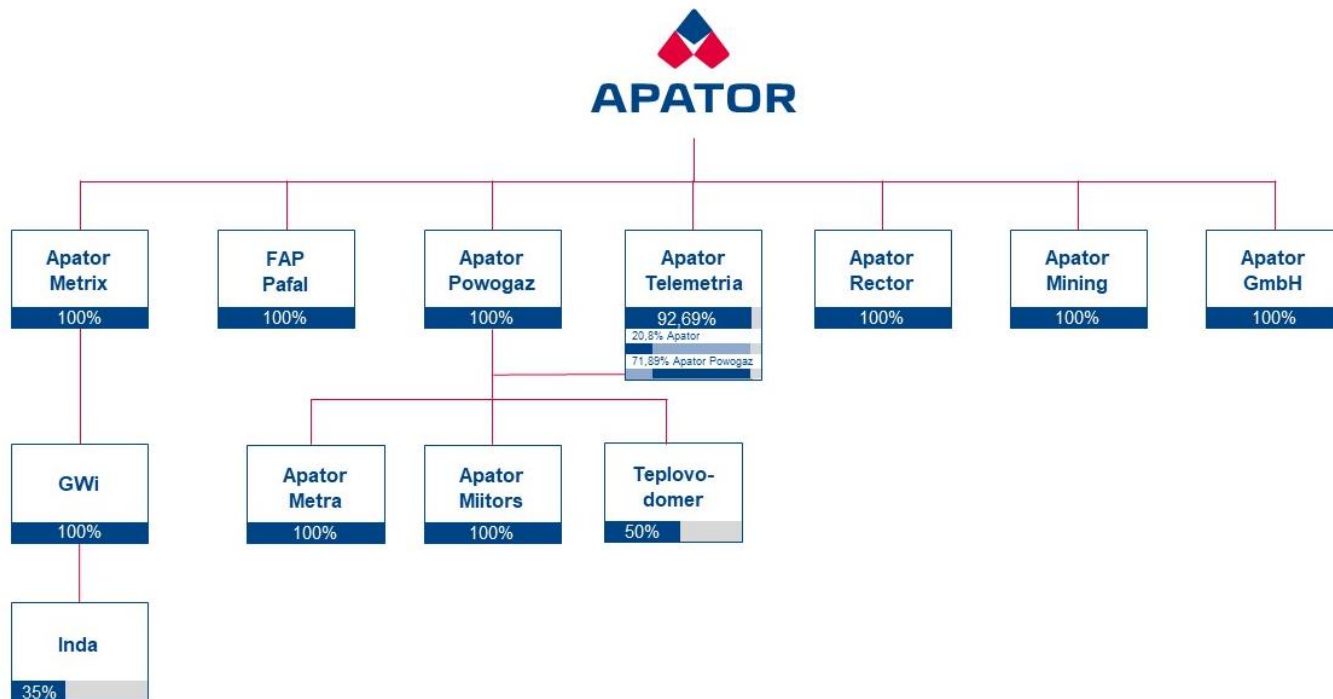 APATOR
Apator
Metrix
100%
FAP
Pafal
100%
Apator
Powogaz
100%
Apator
Telemetria
92,69%
20,8% Apator
71,89% Apator Powogaz
Apator
Rector
100%
Apator
Mining
100%
Apator
GmbH
100%
GWi
100%
Apator
Metra
100%
Apator
Miitors
100%
Teplovo-
domer
50%
Inda
35%